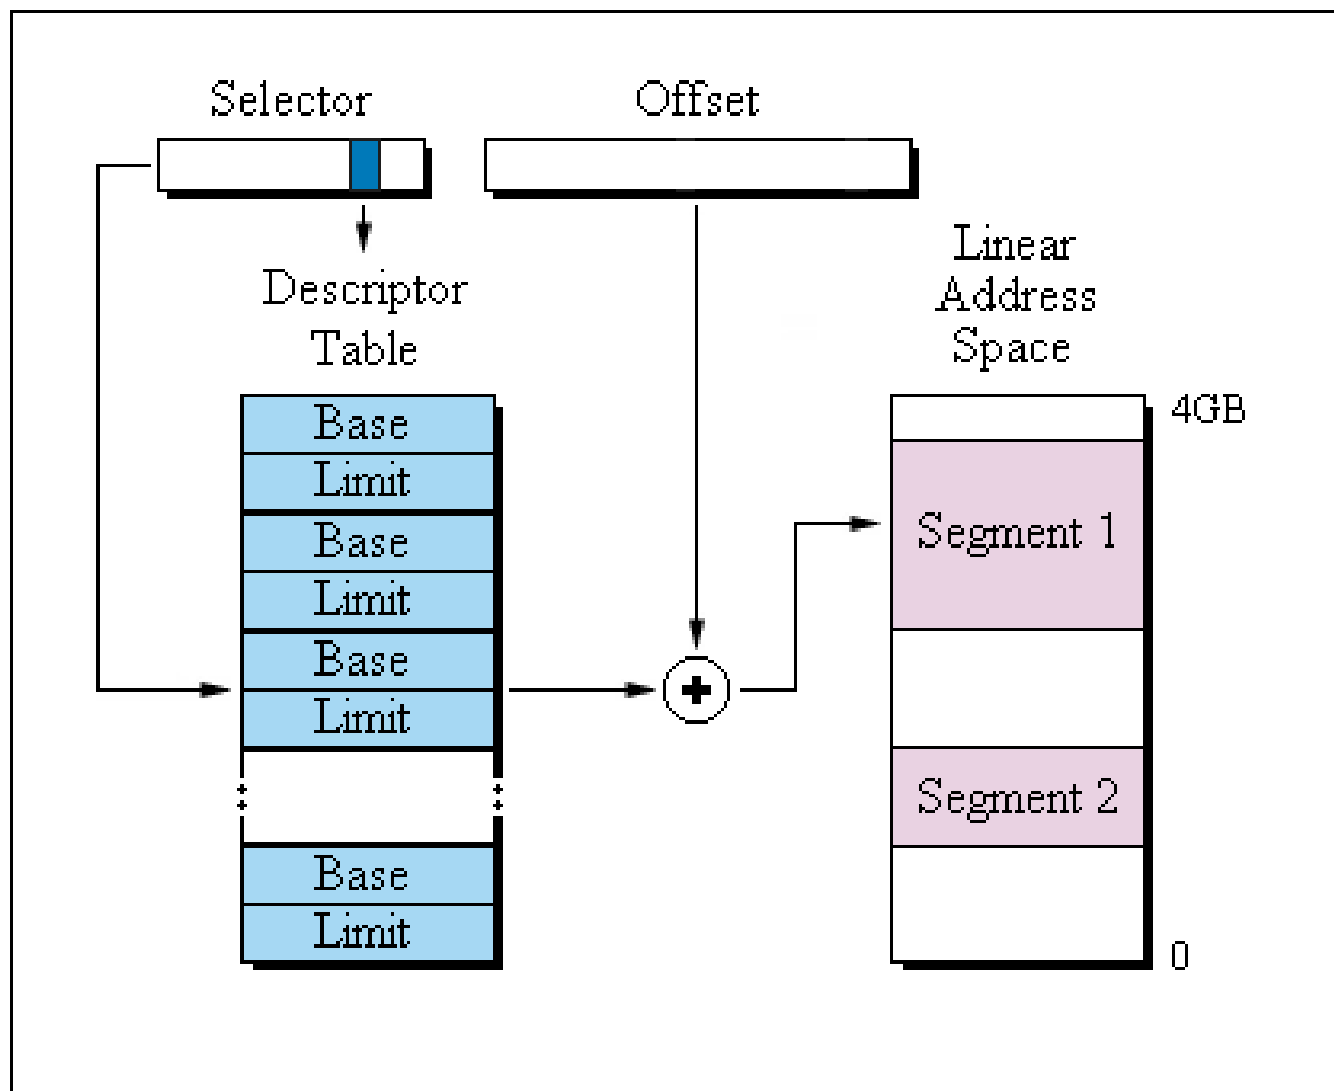 Selector
Offset
Descriptor
Table
Linear
Address
Space
Base
Limit
Base
Limit
Base
Limit
Base
Limit
+
4GB
Segment 1
Segment 2
0